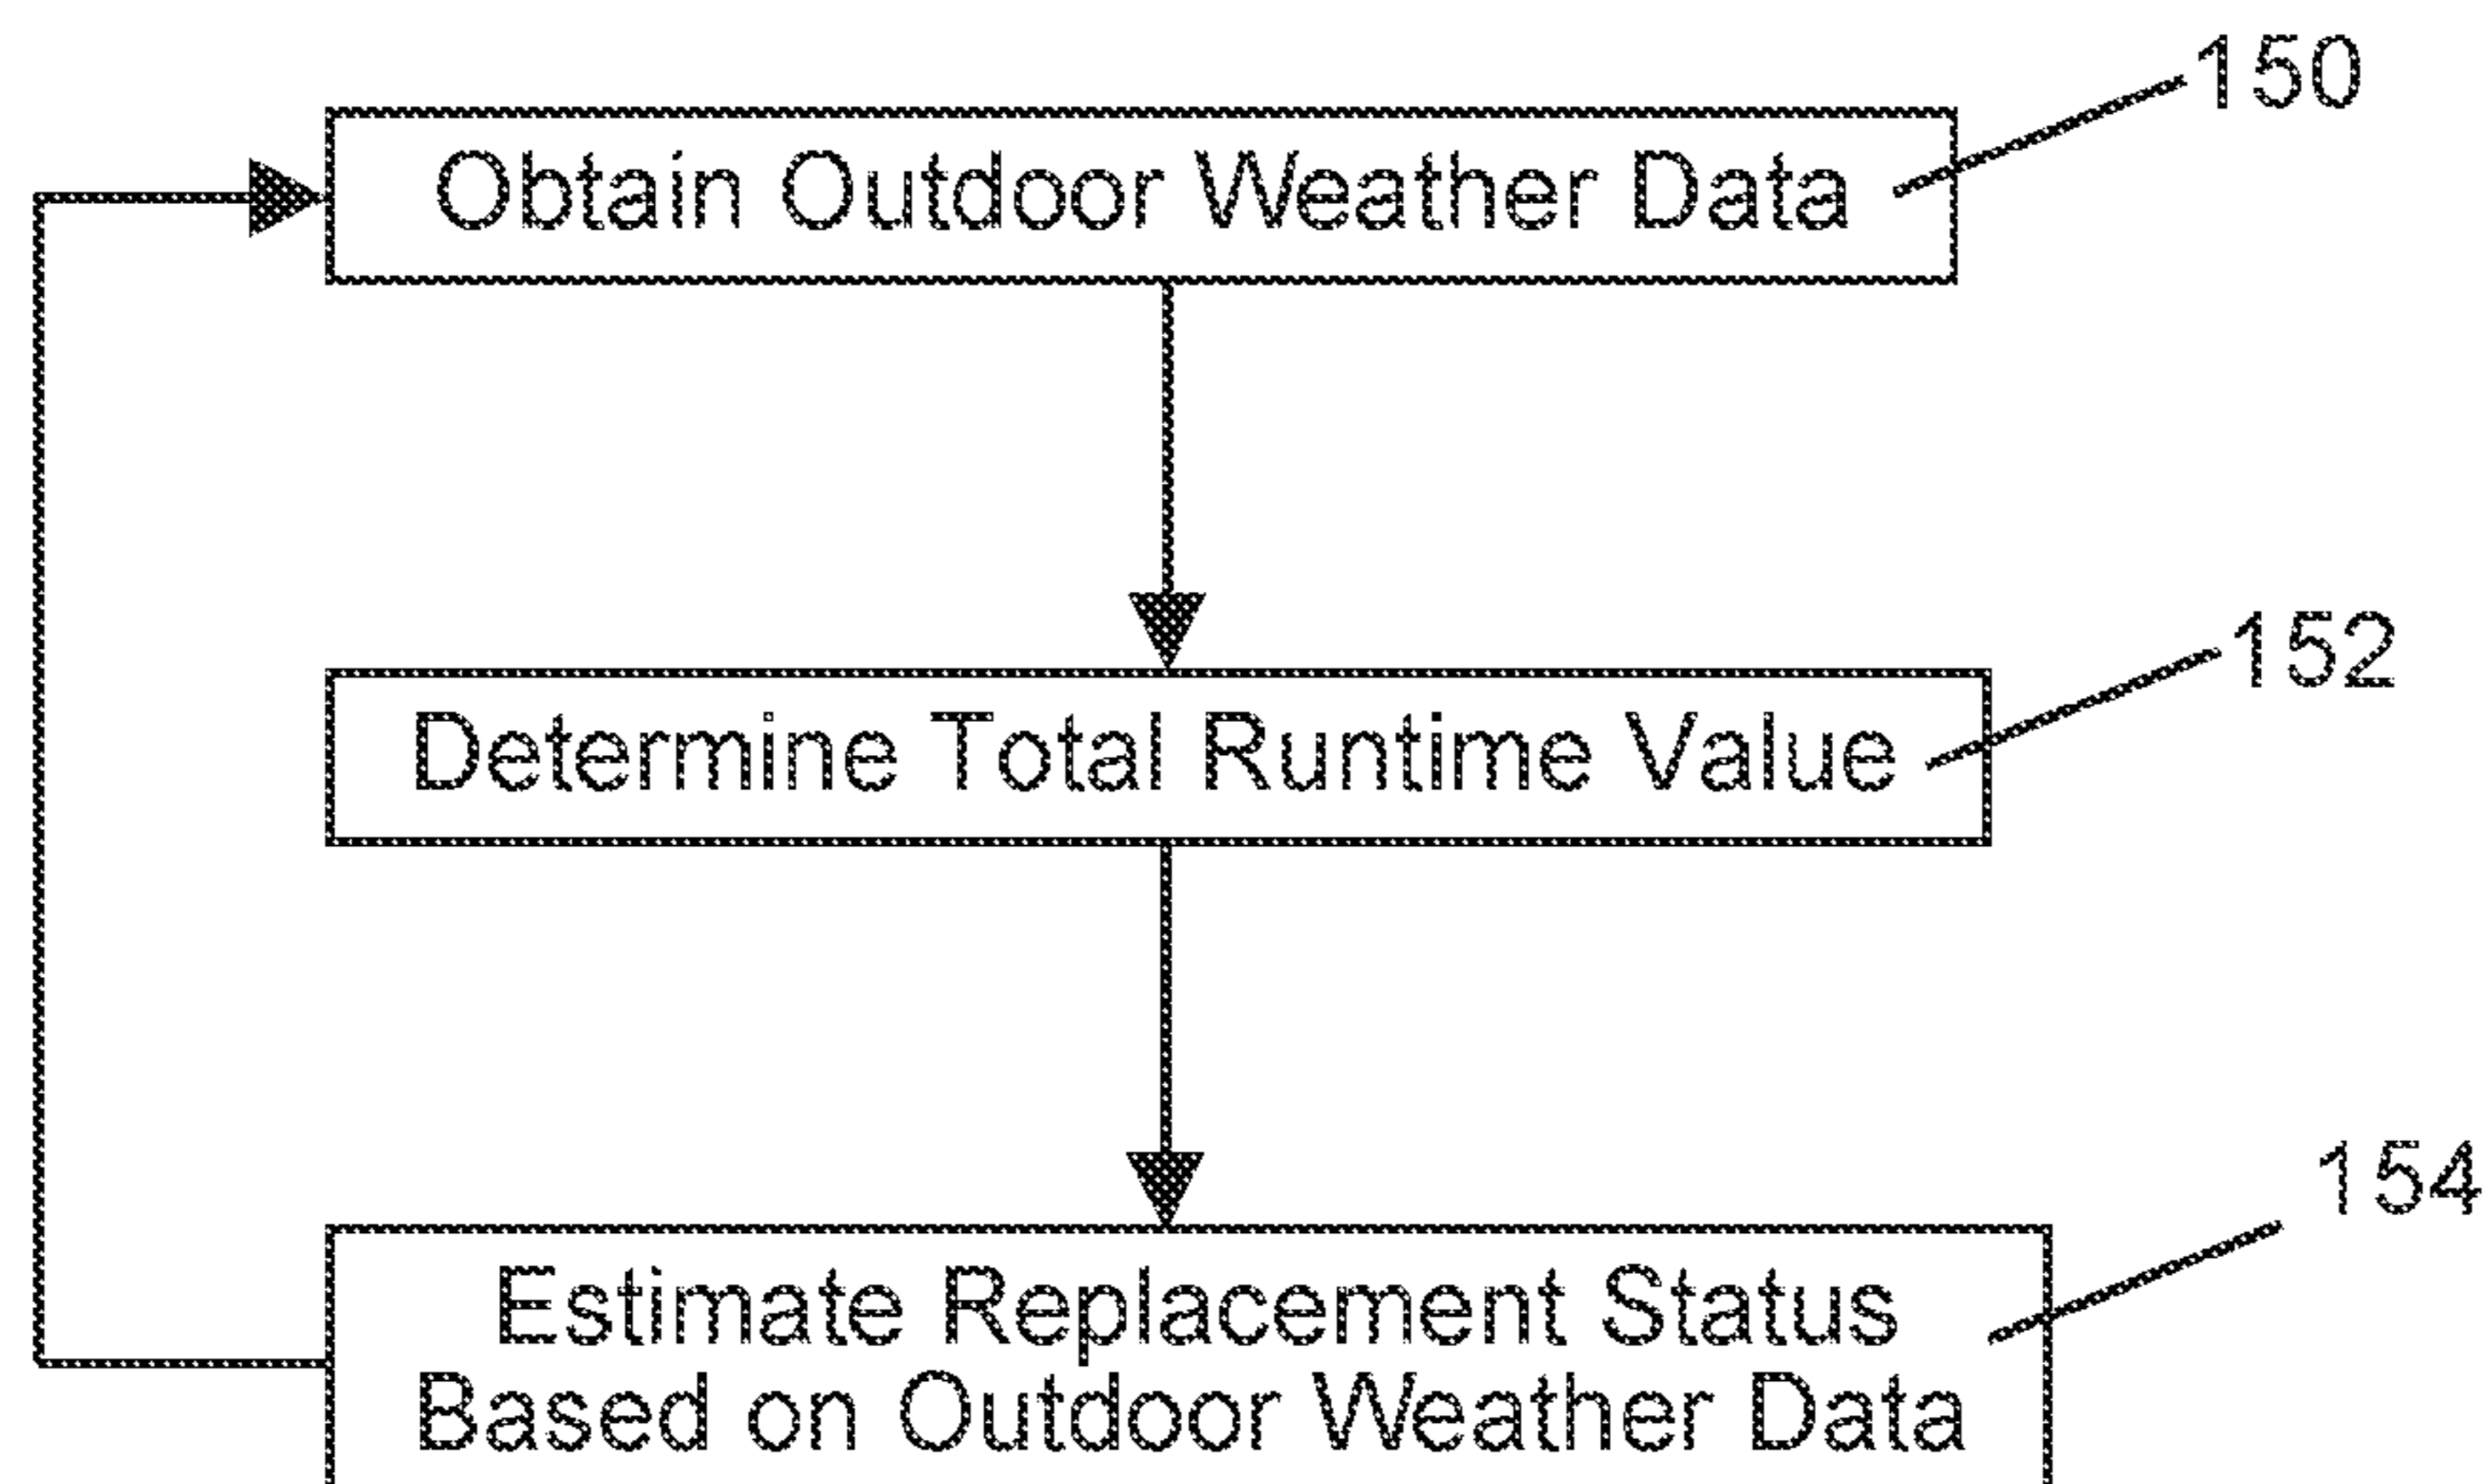 150
Obtain Outdoor Weather Data
152
Determine Total Runtime Value
154
Estimate Replacement Status
Based on Outdoor Weather Data